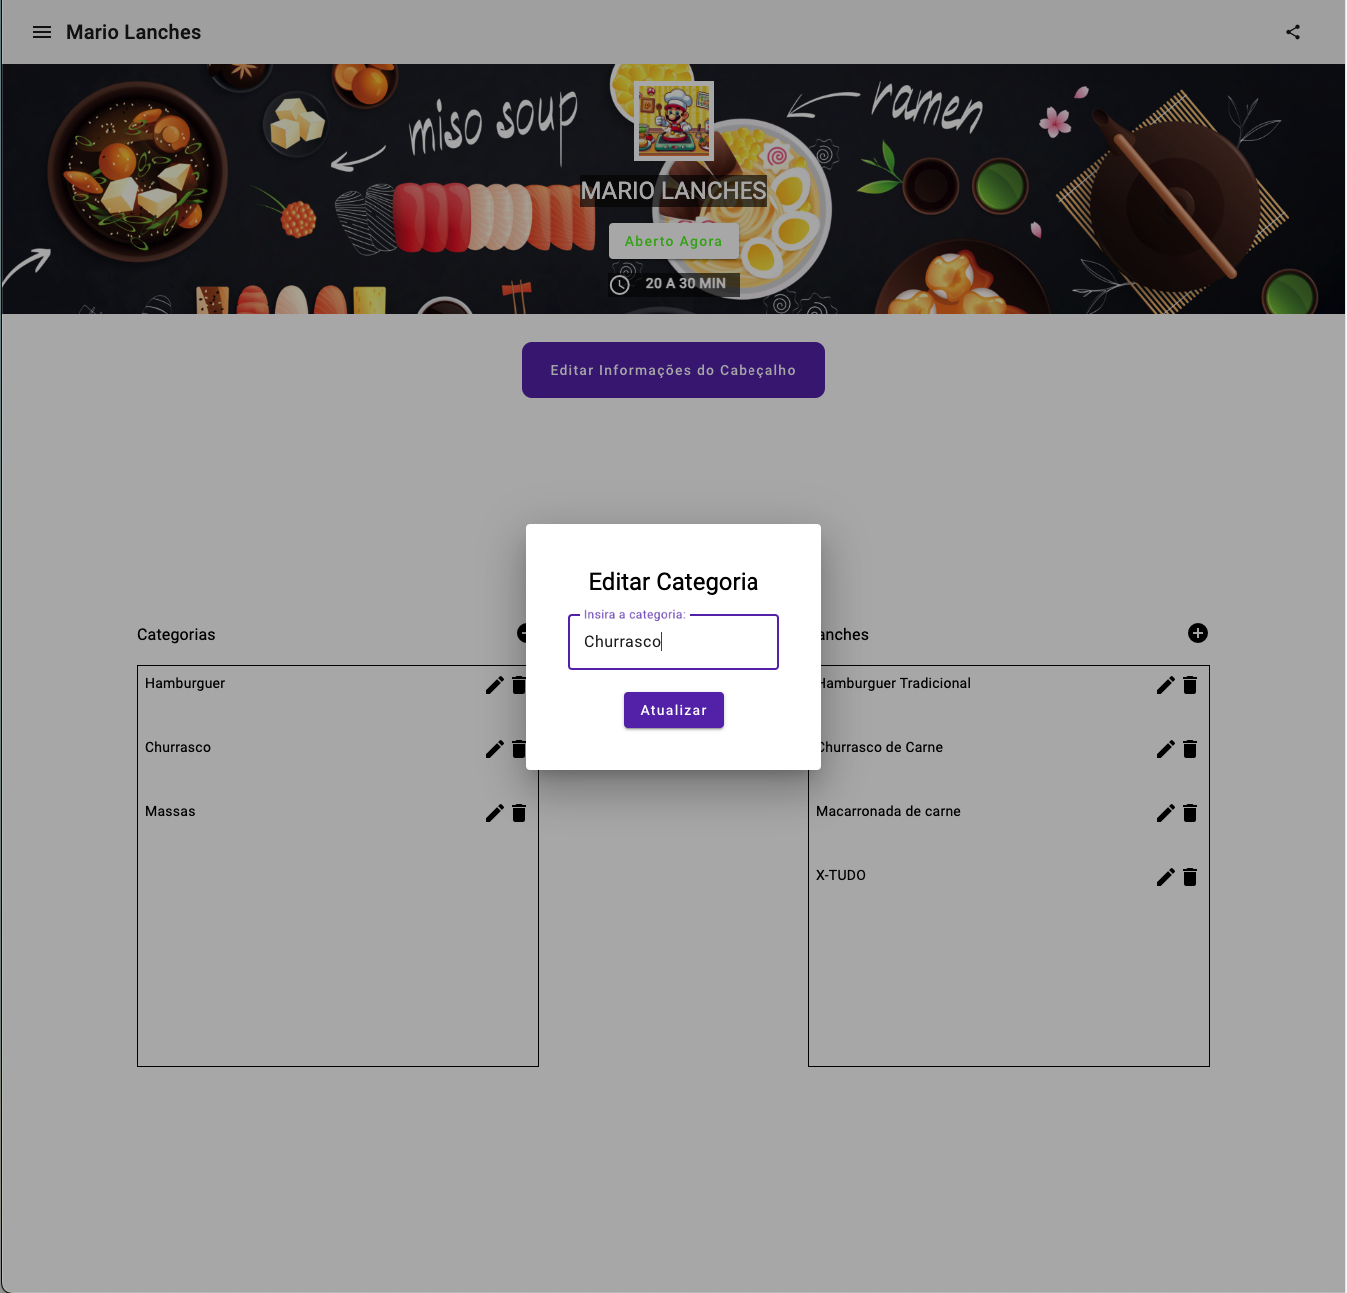 Mario Lanches
miso soup
ramen
MARIO LANCHES
Aberto Agora
20 A 30 MIN
Editar Informações do Cabeçalho
Editar Categoria
Insira a categoria:
Churrasco
Atualizar
Categorias
Hamburguer
Churrasco
Massas
anches
Hamburguer Tradicional
Churrasco de Carne
Macarronada de carne
X-TUDO